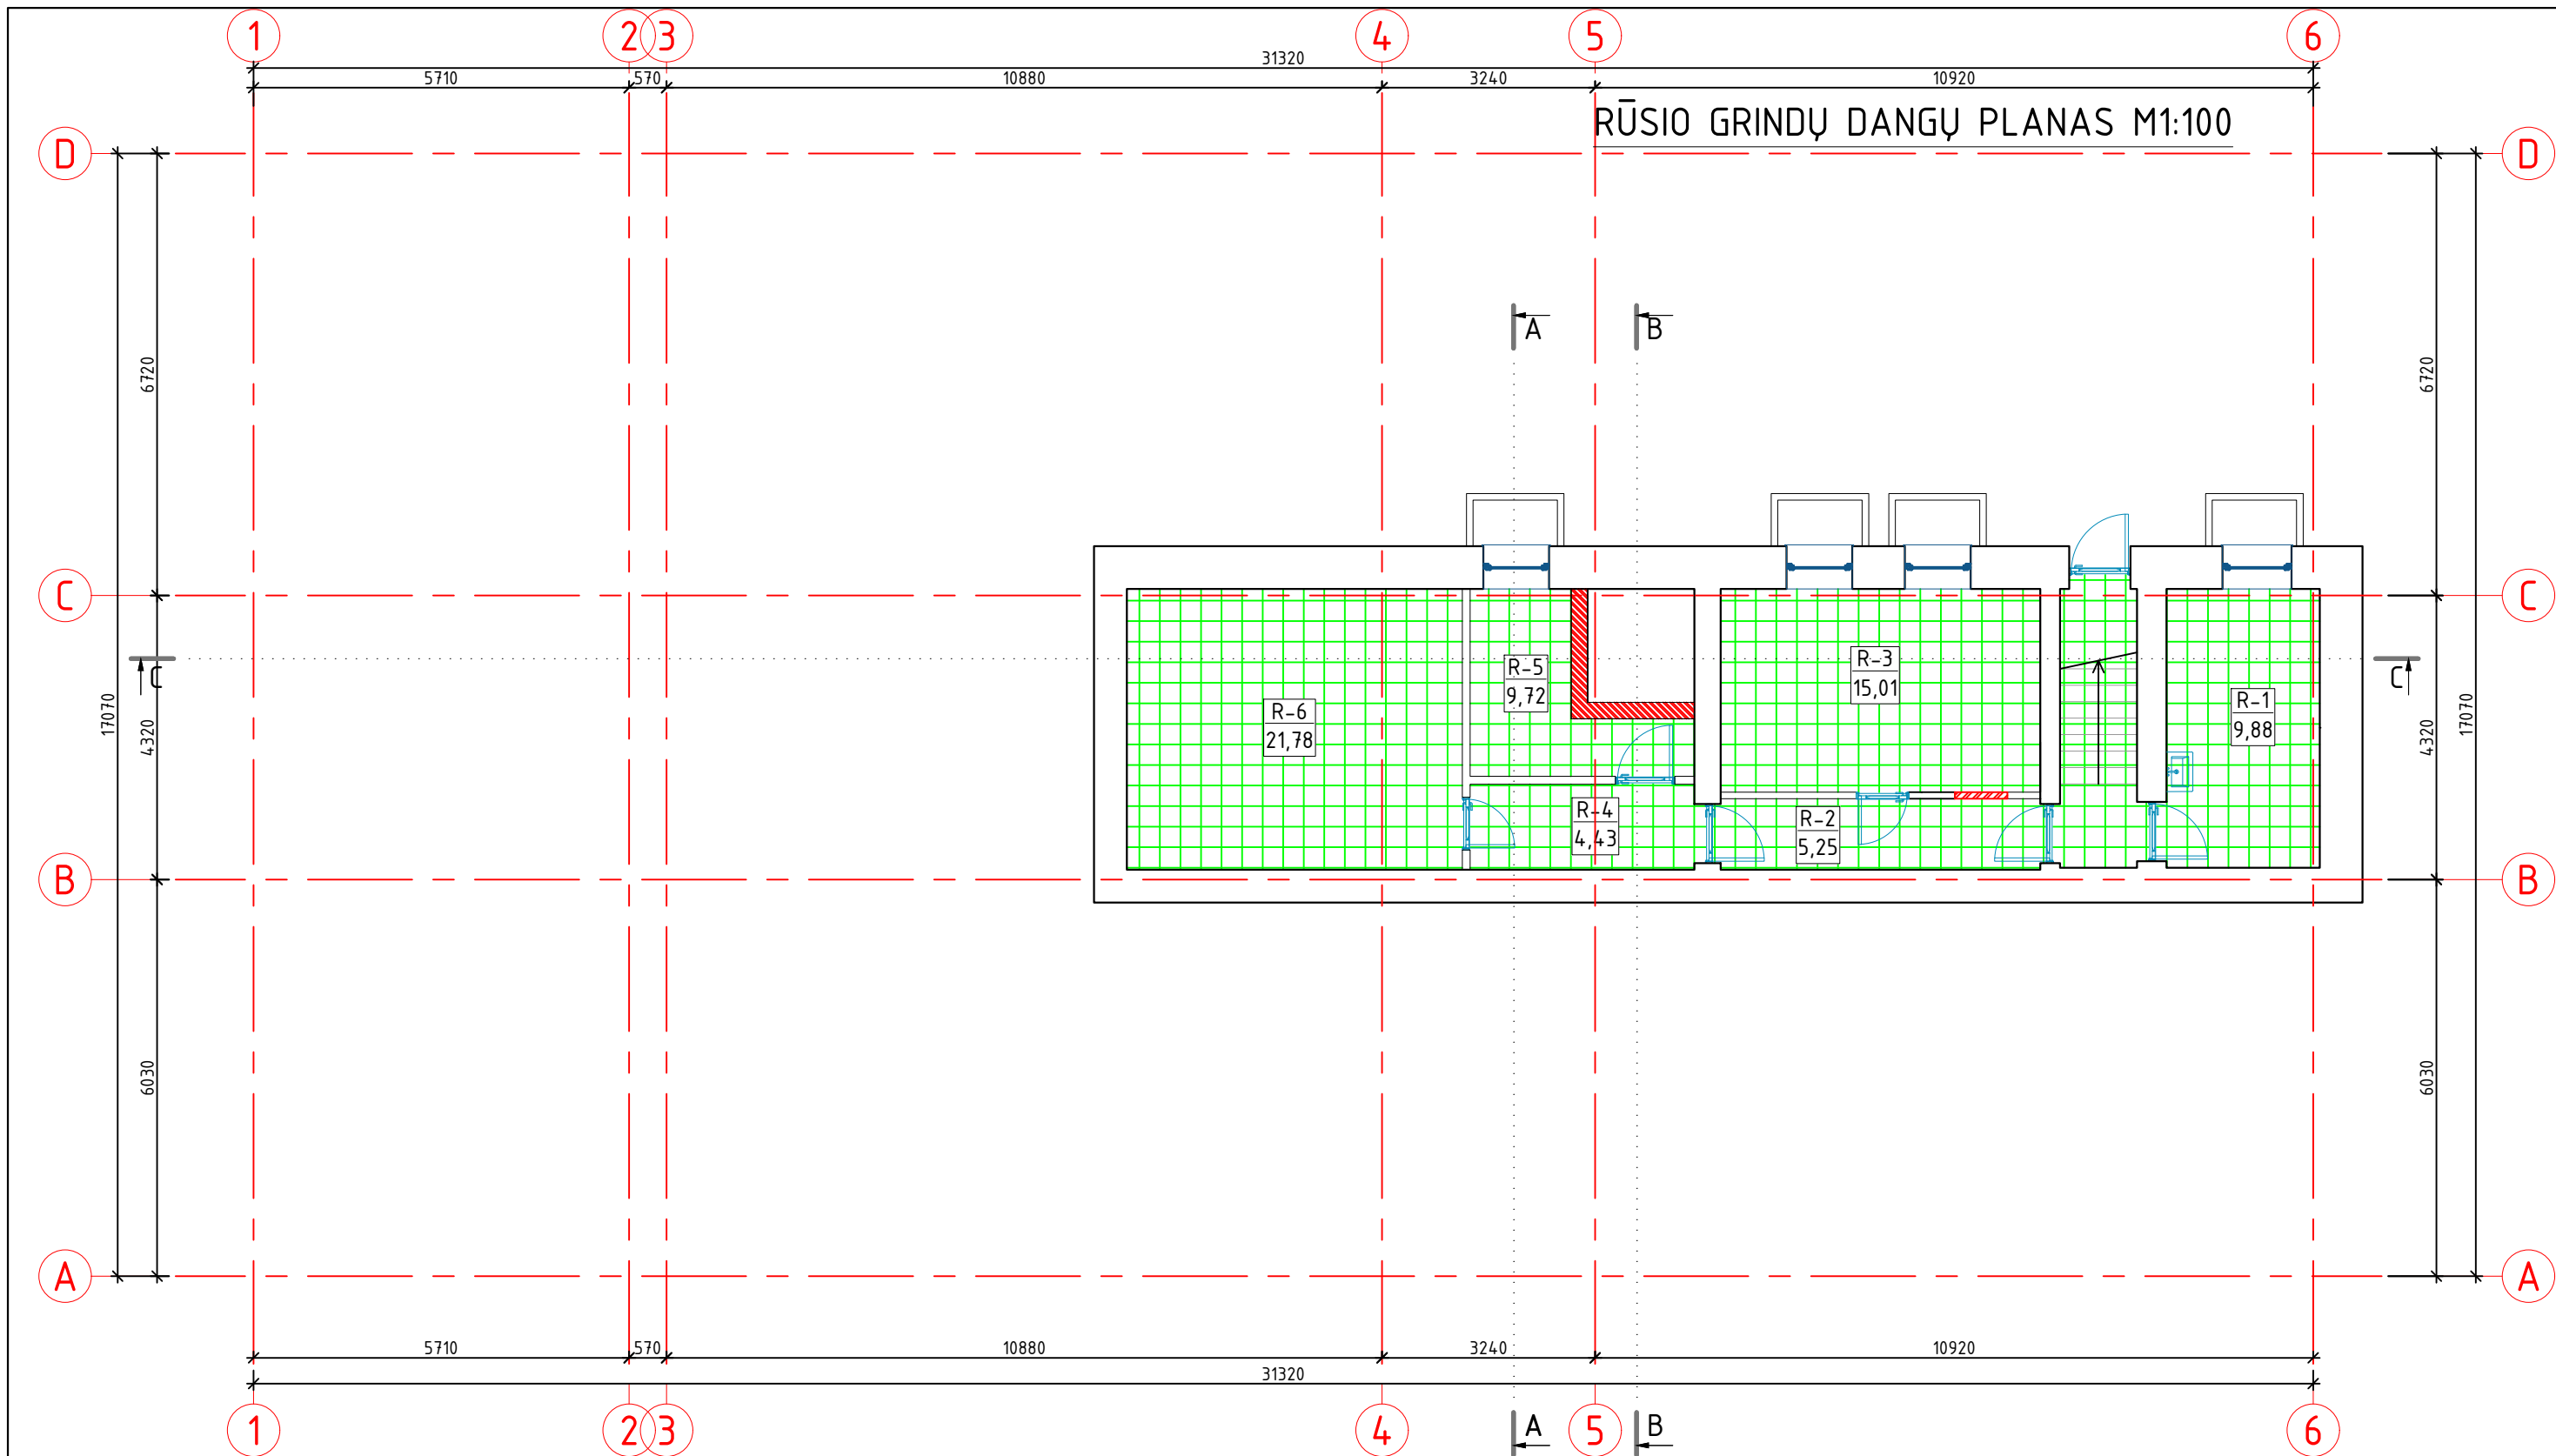 1 2 3 4 5 6
31320
5710 570 10880 3240 10920
RŪSIO GRINDŲ DANGŲ PLANAS M1:100
D D
6720 6720
A B
C C
C C
17070 4320 4320 17070
R-5
9,72
R-3
15,01
R-6
21,78
R-1
9,88
R-4
4,43
R-2
5,25
B B
6030 6030
A A
5710 570 10880 3240 10920
31320
A B
1 2 3 4 5 6